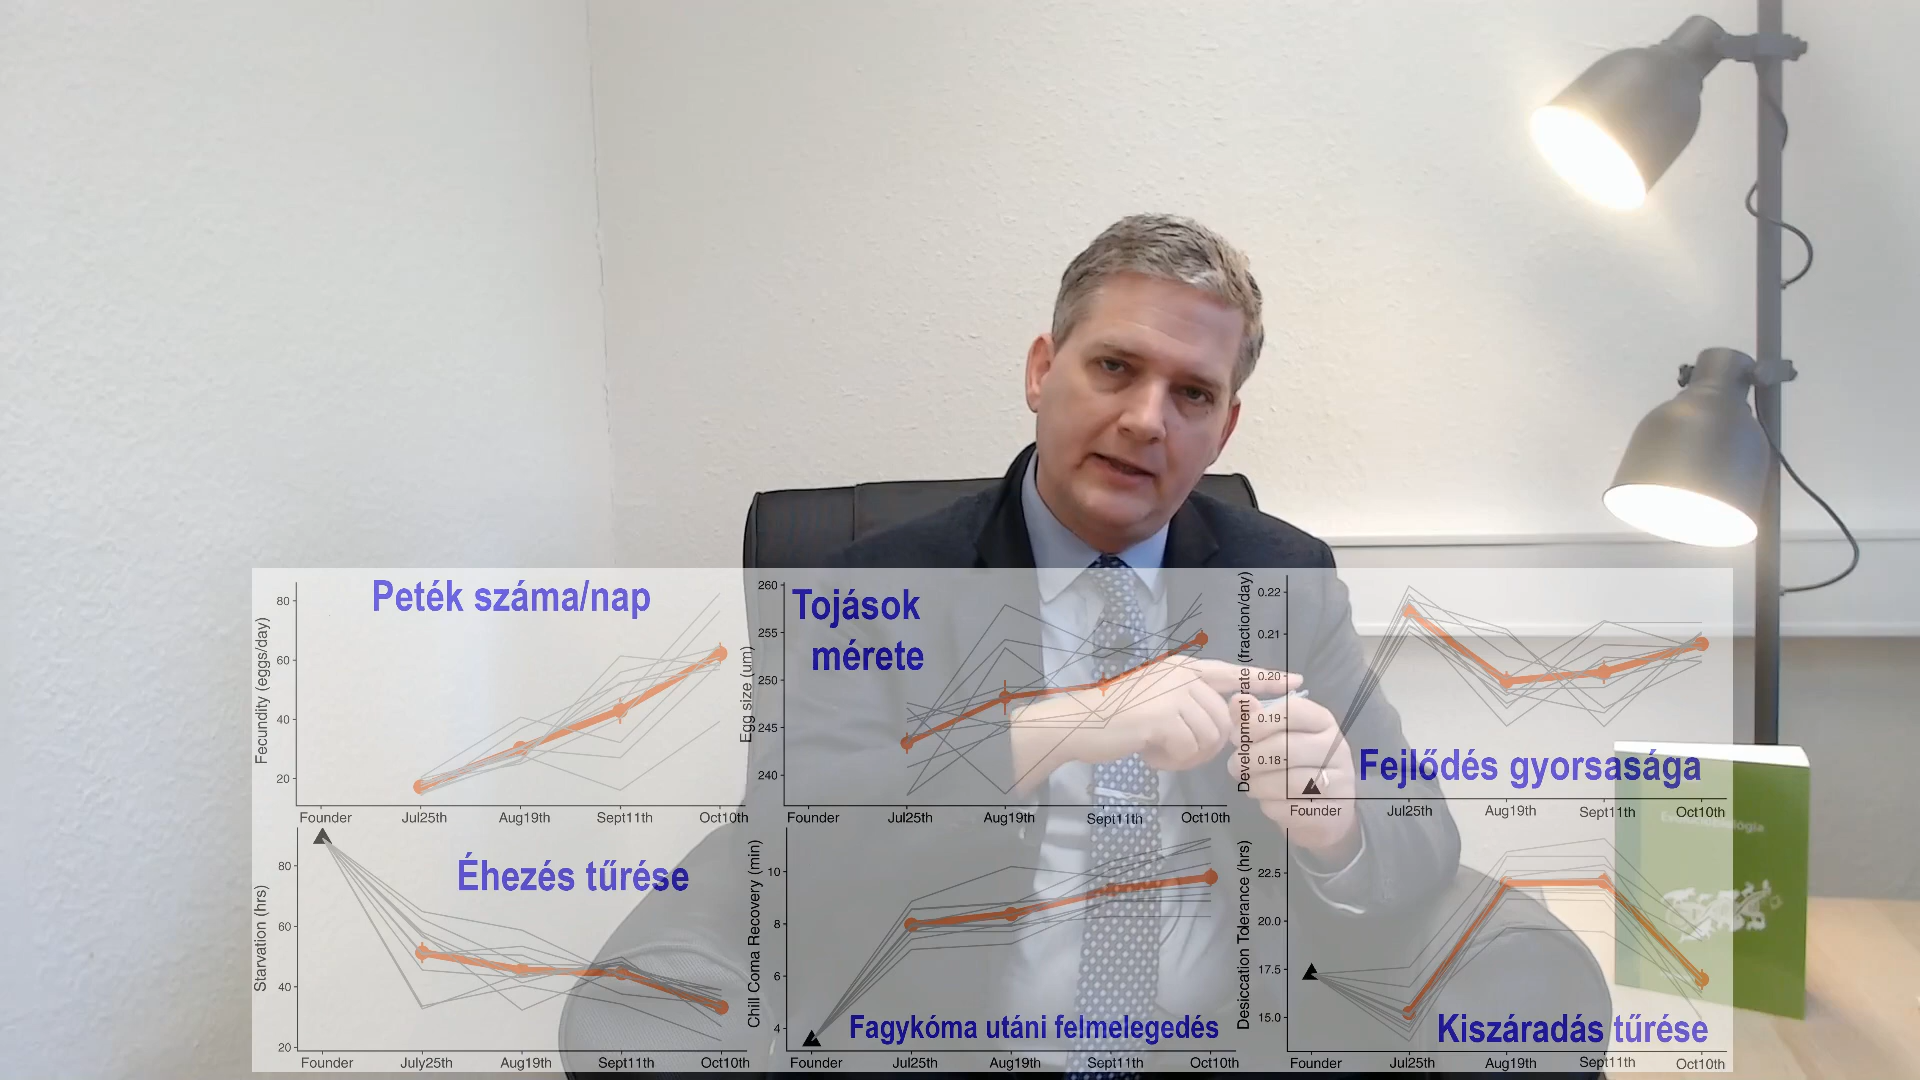 Peték száma/nap
Fecundity (eggs/day)
80
60
40
20
Founder Jul25th Aug19th Sept11th Oct10th
Tojások
mérete
Egg size (um)
260
255
250
245
240
Founder Jul25th Aug19th Sept11th Oct10th
Development rate (fraction/day)
0.22
0.21
0.20
0.19
0.18
Fejlődés gyorsasága
Founder Jul25th Aug19th Sept11th Oct10th
Éhezés tűrése
Starvation (hrs)
80
60
40
20
Founder July25th Aug19th Sept11th Oct10th
Chill Coma Recovery (min)
10
8
6
4
Fagykóma utáni felmelegedés
Founder Jul25th Aug19th Sept11th Oct10th
Desiccation Tolerance (hrs)
22.5
20.0
17.5
15.0
Kiszáradás tűrése
Founder Jul25th Aug19th Sept11th Oct10th